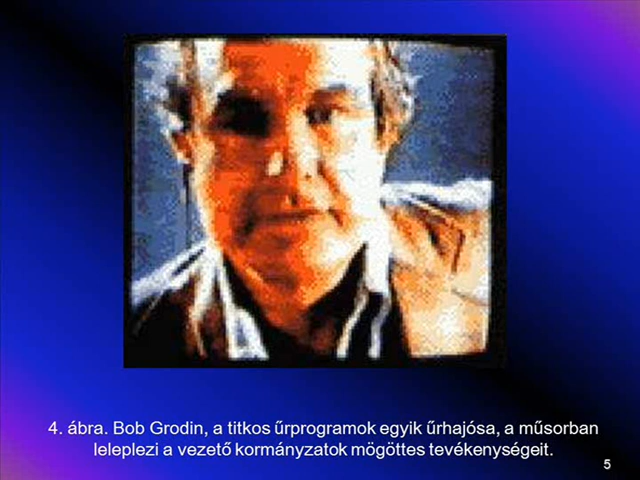 4. ábra. Bob Grodin, a titkos űrprogramok egyik űrhajósa, a műsorban
leleplezi a vezető kormányzatok mögöttes tevékenységeit.
5